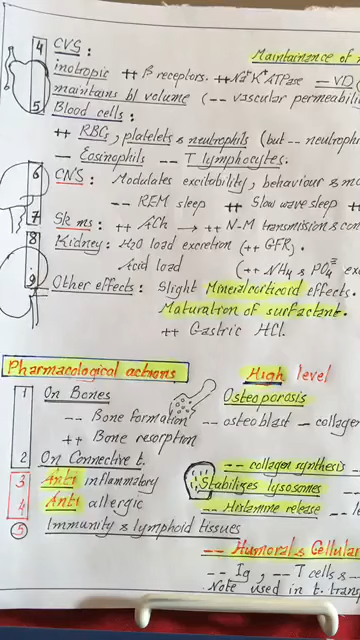 4 CVS:
Maintainance of
inotropic ++ β receptors. ++ Na⁺K⁺ATPase — VD
maintains bl volume (-- vascular permeabili
5 Blood cells:
++ RBCs, platelets & neutrophils (but -- neutroph
— Eosinophils -- T lymphocytes.
6 CNS: Modulates excitability, behaviour & mo
-- REM sleep ++ Slow wave sleep ++
7 Sk ms: ++ ACh → ++ N-M transmission & con
8 Kidney: H₂O load excretion (++ GFR).
Acid load (++ NH₄ & PO₄ ex
9 Other effects: Slight Mineralcorticord effects.
Maturation of surfactant.
++ Gastric HCl.
Pharmacological actions High level
1 On Bones Osteoporosis
-- Bone formation -- osteoblast — collagen
++ Bone resorption
2 On Connective t. -- collagen synthesis
3 Anti inflammatory Stabilizes lysosomes
4 Anti allergic -- Histamine release
5 Immunity & lymphoid tissues
-- Humoral & Cellular
-- Ig, -- T cells &
Note used in t. trans